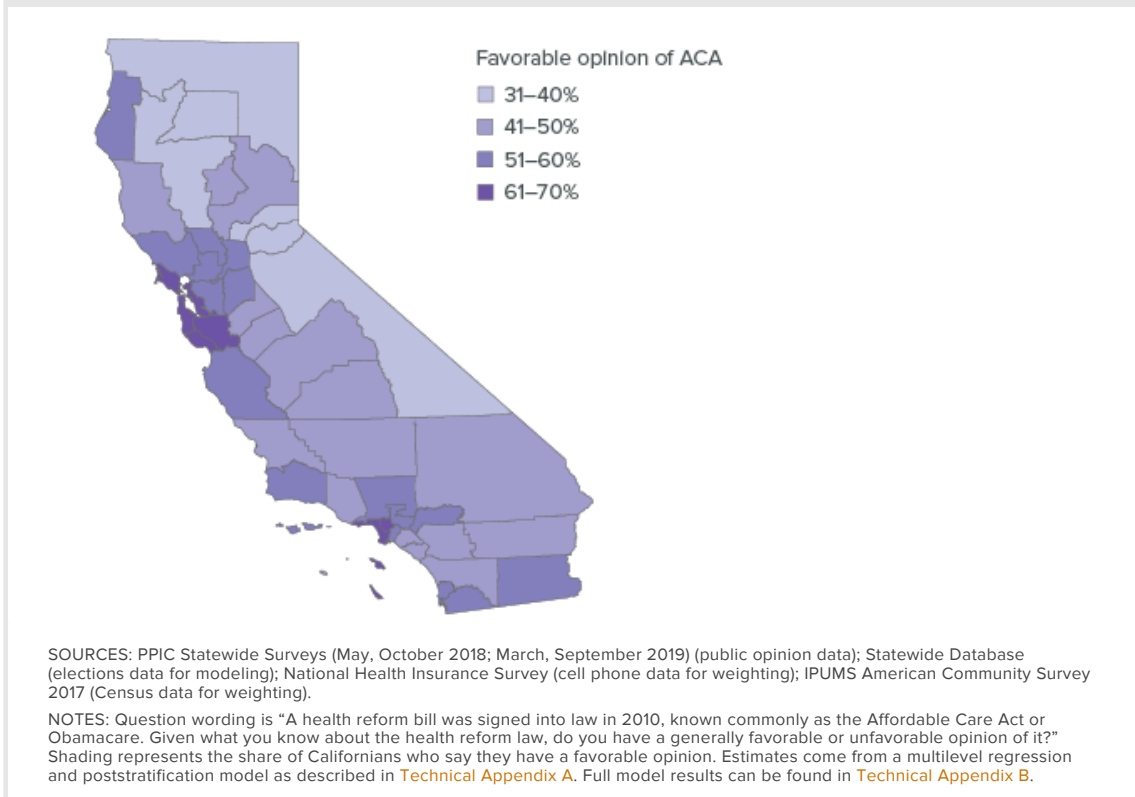 Favorable opinion of ACA
31–40%
41–50%
51–60%
61–70%
SOURCES: PPIC Statewide Surveys (May, October 2018; March, September 2019) (public opinion data); Statewide Database
(elections data for modeling); National Health Insurance Survey (cell phone data for weighting); IPUMS American Community Survey
2017 (Census data for weighting).
NOTES: Question wording is “A health reform bill was signed into law in 2010, known commonly as the Affordable Care Act or
Obamacare. Given what you know about the health reform law, do you have a generally favorable or unfavorable opinion of it?”
Shading represents the share of Californians who say they have a favorable opinion. Estimates come from a multilevel regression
and poststratification model as described in Technical Appendix A. Full model results can be found in Technical Appendix B.